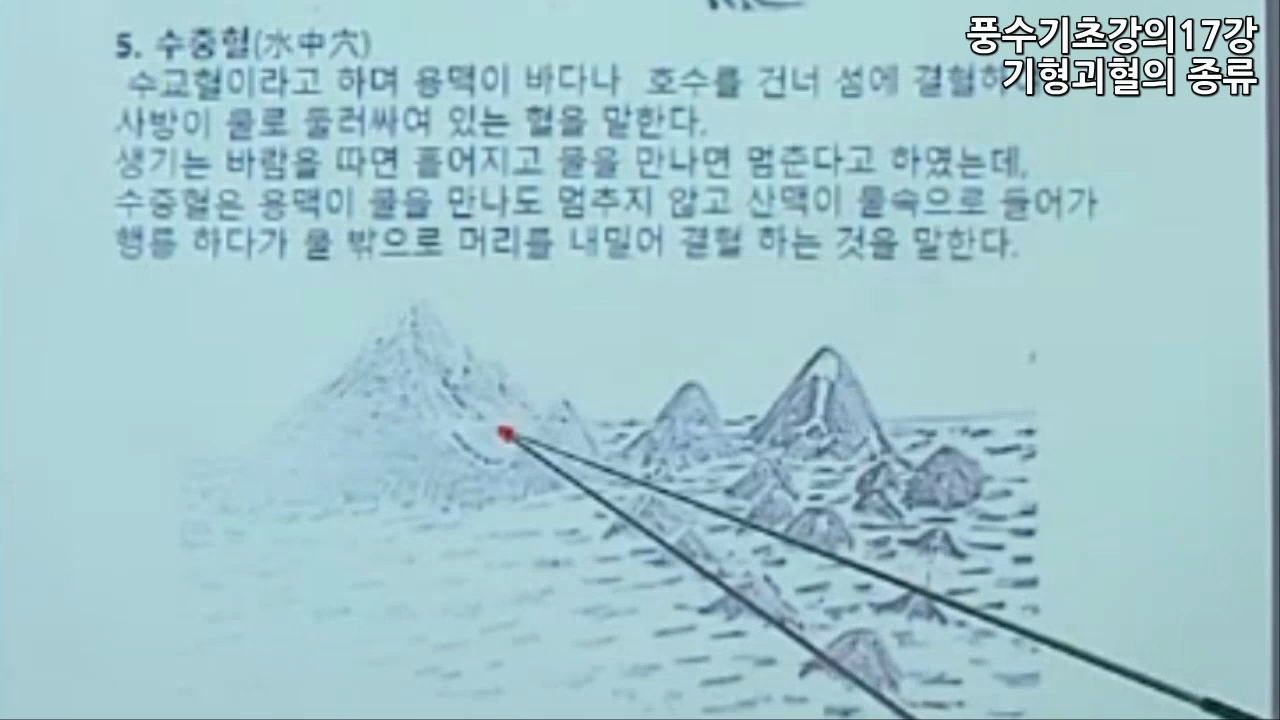 풍수기초강의17강
기형괴혈의 종류
5. 수중혈(水中穴)
수교혈이라고 하며 용맥이 바다나 호수를 건너 섬에 결혈하
사방이 물로 둘러싸여 있는 혈을 말한다.
생기는 바람을 따면 흩어지고 물을 만나면 멈춘다고 하였는데,
수중혈은 용맥이 물을 만나도 멈추지 않고 산맥이 물속으로 들어가
행룡 하다가 물 밖으로 머리를 내밀어 결혈 하는 것을 말한다.